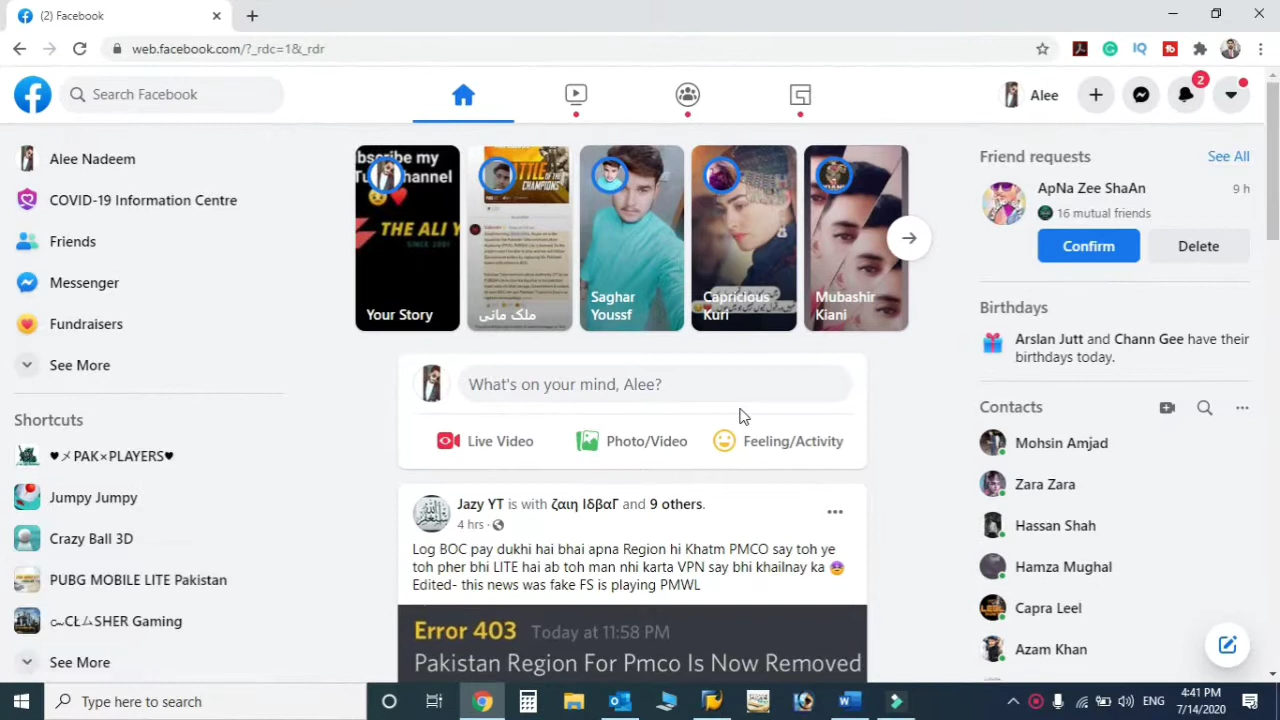 (2) Facebook
web.facebook.com/?_rdc=1&_rdr
Search Facebook
Alee
2
Alee Nadeem
COVID-19 Information Centre
Friends
Messenger
Fundraisers
See More
Shortcuts
PAK×PLAYERS♥
Jumpy Jumpy
Crazy Ball 3D
PUBG MOBILE LITE Pakistan
SHER Gaming
See More
THE ALI Y
Your Story
ملک مانی
Saghar
Youssf
Capricious
Kuri
Mubashir
Kiani
What's on your mind, Alee?
Live Video
Photo/Video
Feeling/Activity
Jazy YT is with ζαιη ΙδβαΓ and 9 others.
4 hrs ·
Log BOC pay dukhi hai bhai apna Region hi Khatm PMCO say toh ye
toh pher bhi LITE hai ab toh man nhi karta VPN say bhi khailnay ka
Edited- this news was fake FS is playing PMWL
Error 403 Today at 11:58 PM
Pakistan Region For Pmco Is Now Removed
Friend requests
See All
ApNa Zee ShaAn
9 h
16 mutual friends
Confirm
Delete
Birthdays
Arslan Jutt and Chann Gee have their
birthdays today.
Contacts
Mohsin Amjad
Zara Zara
Hassan Shah
Hamza Mughal
Capra Leel
Azam Khan
Type here to search
ENG
4:41 PM
7/14/2020